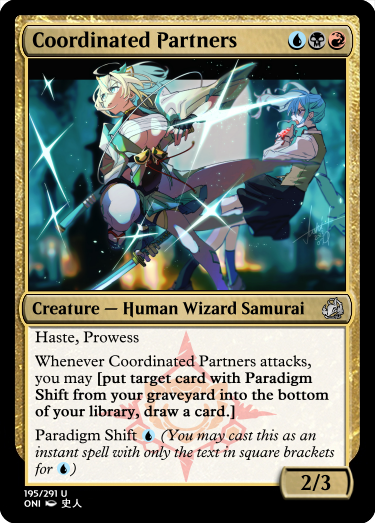 Coordinated Partners
Creature — Human Wizard Samurai
Haste, Prowess
Whenever Coordinated Partners attacks,
you may [put target card with Paradigm
Shift from your graveyard into the bottom
of your library, draw a card.]
Paradigm Shift (You may cast this as an
instant spell with only the text in square brackets
for )
2/3
195/291 U
ONI 史人